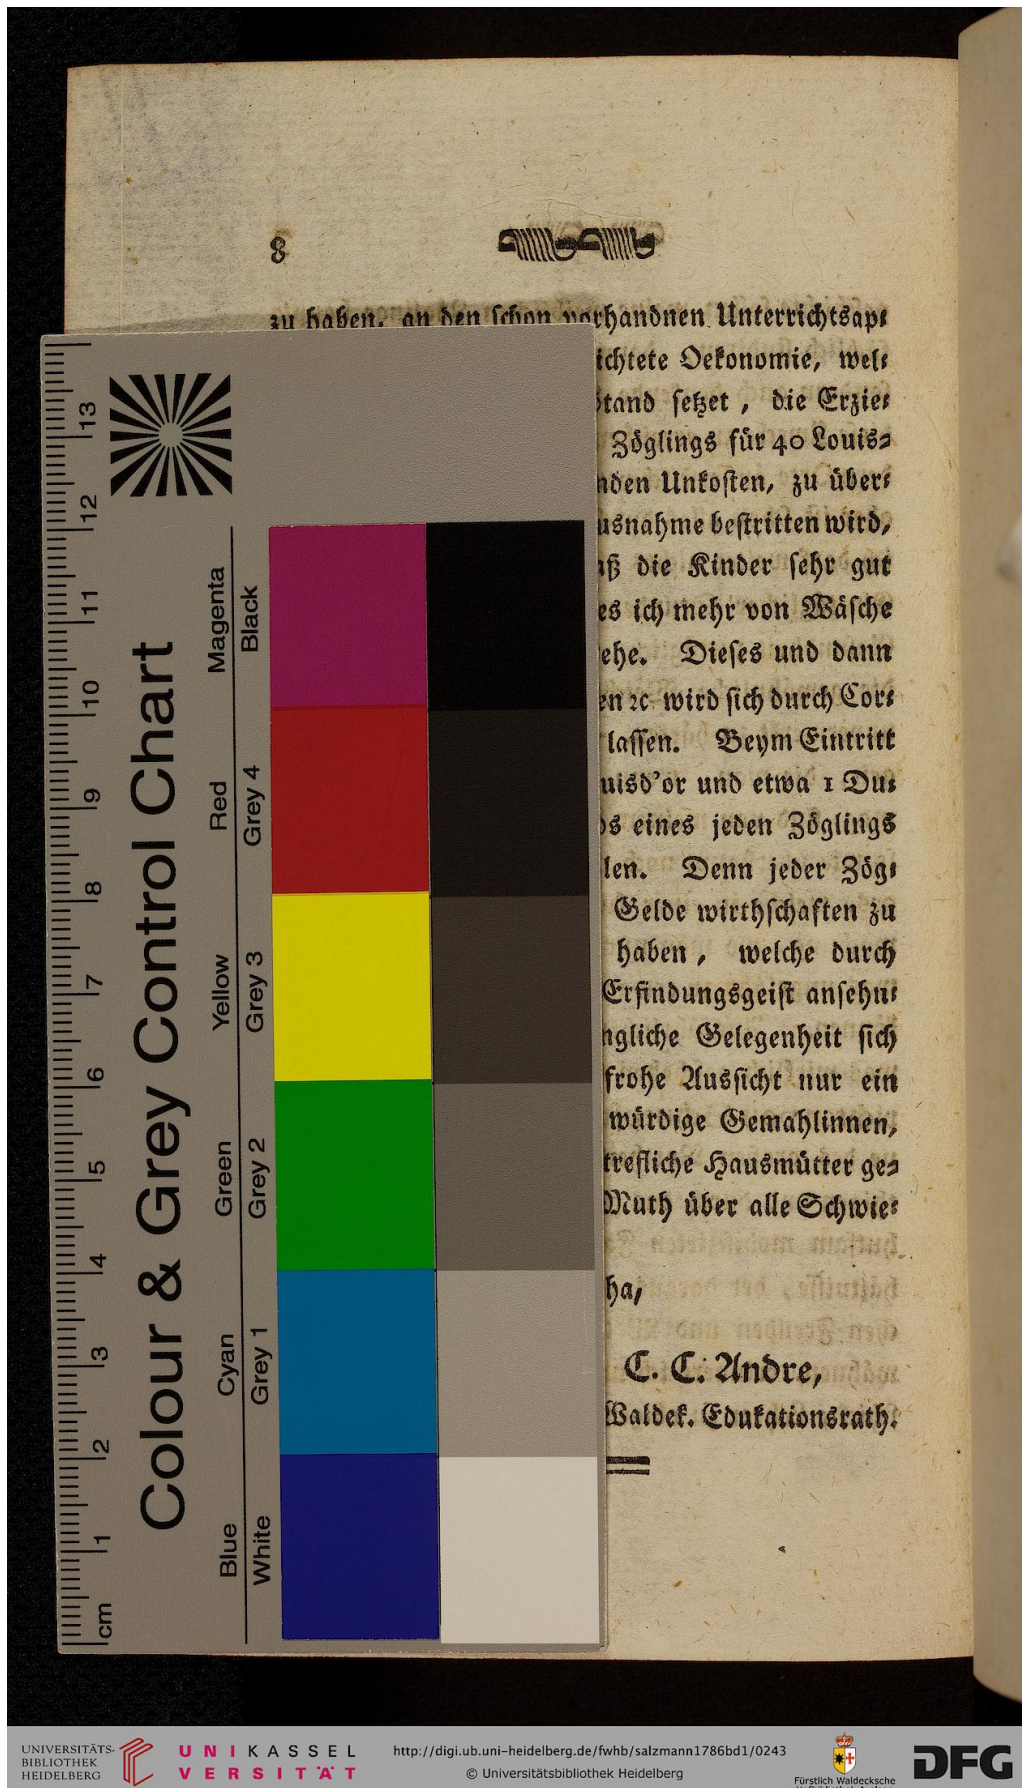 8
zu haben, an den schon vorhandnen Unterrichtsap⸗
ichtete Oekonomie, wel⸗
tand setzet, die Erzie⸗
Zöglings für 40 Louis⸗
nden Unkosten, zu über⸗
usnahme bestritten wird,
aß die Kinder sehr gut
es ich mehr von Wäsche
ehe. Dieses und dann
en ꝛc wird sich durch Cor⸗
lassen. Beym Eintritt
uisd'or und etwa 1 Du⸗
s eines jeden Zöglings
len. Denn jeder Zög⸗
Gelde wirthschaften zu
haben, welche durch
Erfindungsgeist ansehn⸗
ngliche Gelegenheit sich
frohe Aussicht nur ein
würdige Gemahlinnen,
trefliche Hausmütter ge⸗
Muth über alle Schwie⸗
ha,
C. C. Andre,
Waldek. Edukationsrath.
Colour & Grey Control Chart
Magenta
Red
Yellow
Green
Cyan
Blue
Black
Grey 4
Grey 3
Grey 2
Grey 1
White
13
12
11
10
9
8
7
6
5
4
3
2
1
cm
UNIVERSITÄTS-
BIBLIOTHEK
HEIDELBERG
UNIKASSEL
VERSITÄT
http://digi.ub.uni-heidelberg.de/fwhb/salzmann1786bd1/0243
© Universitätsbibliothek Heidelberg
Fürstlich Waldecksche
DFG